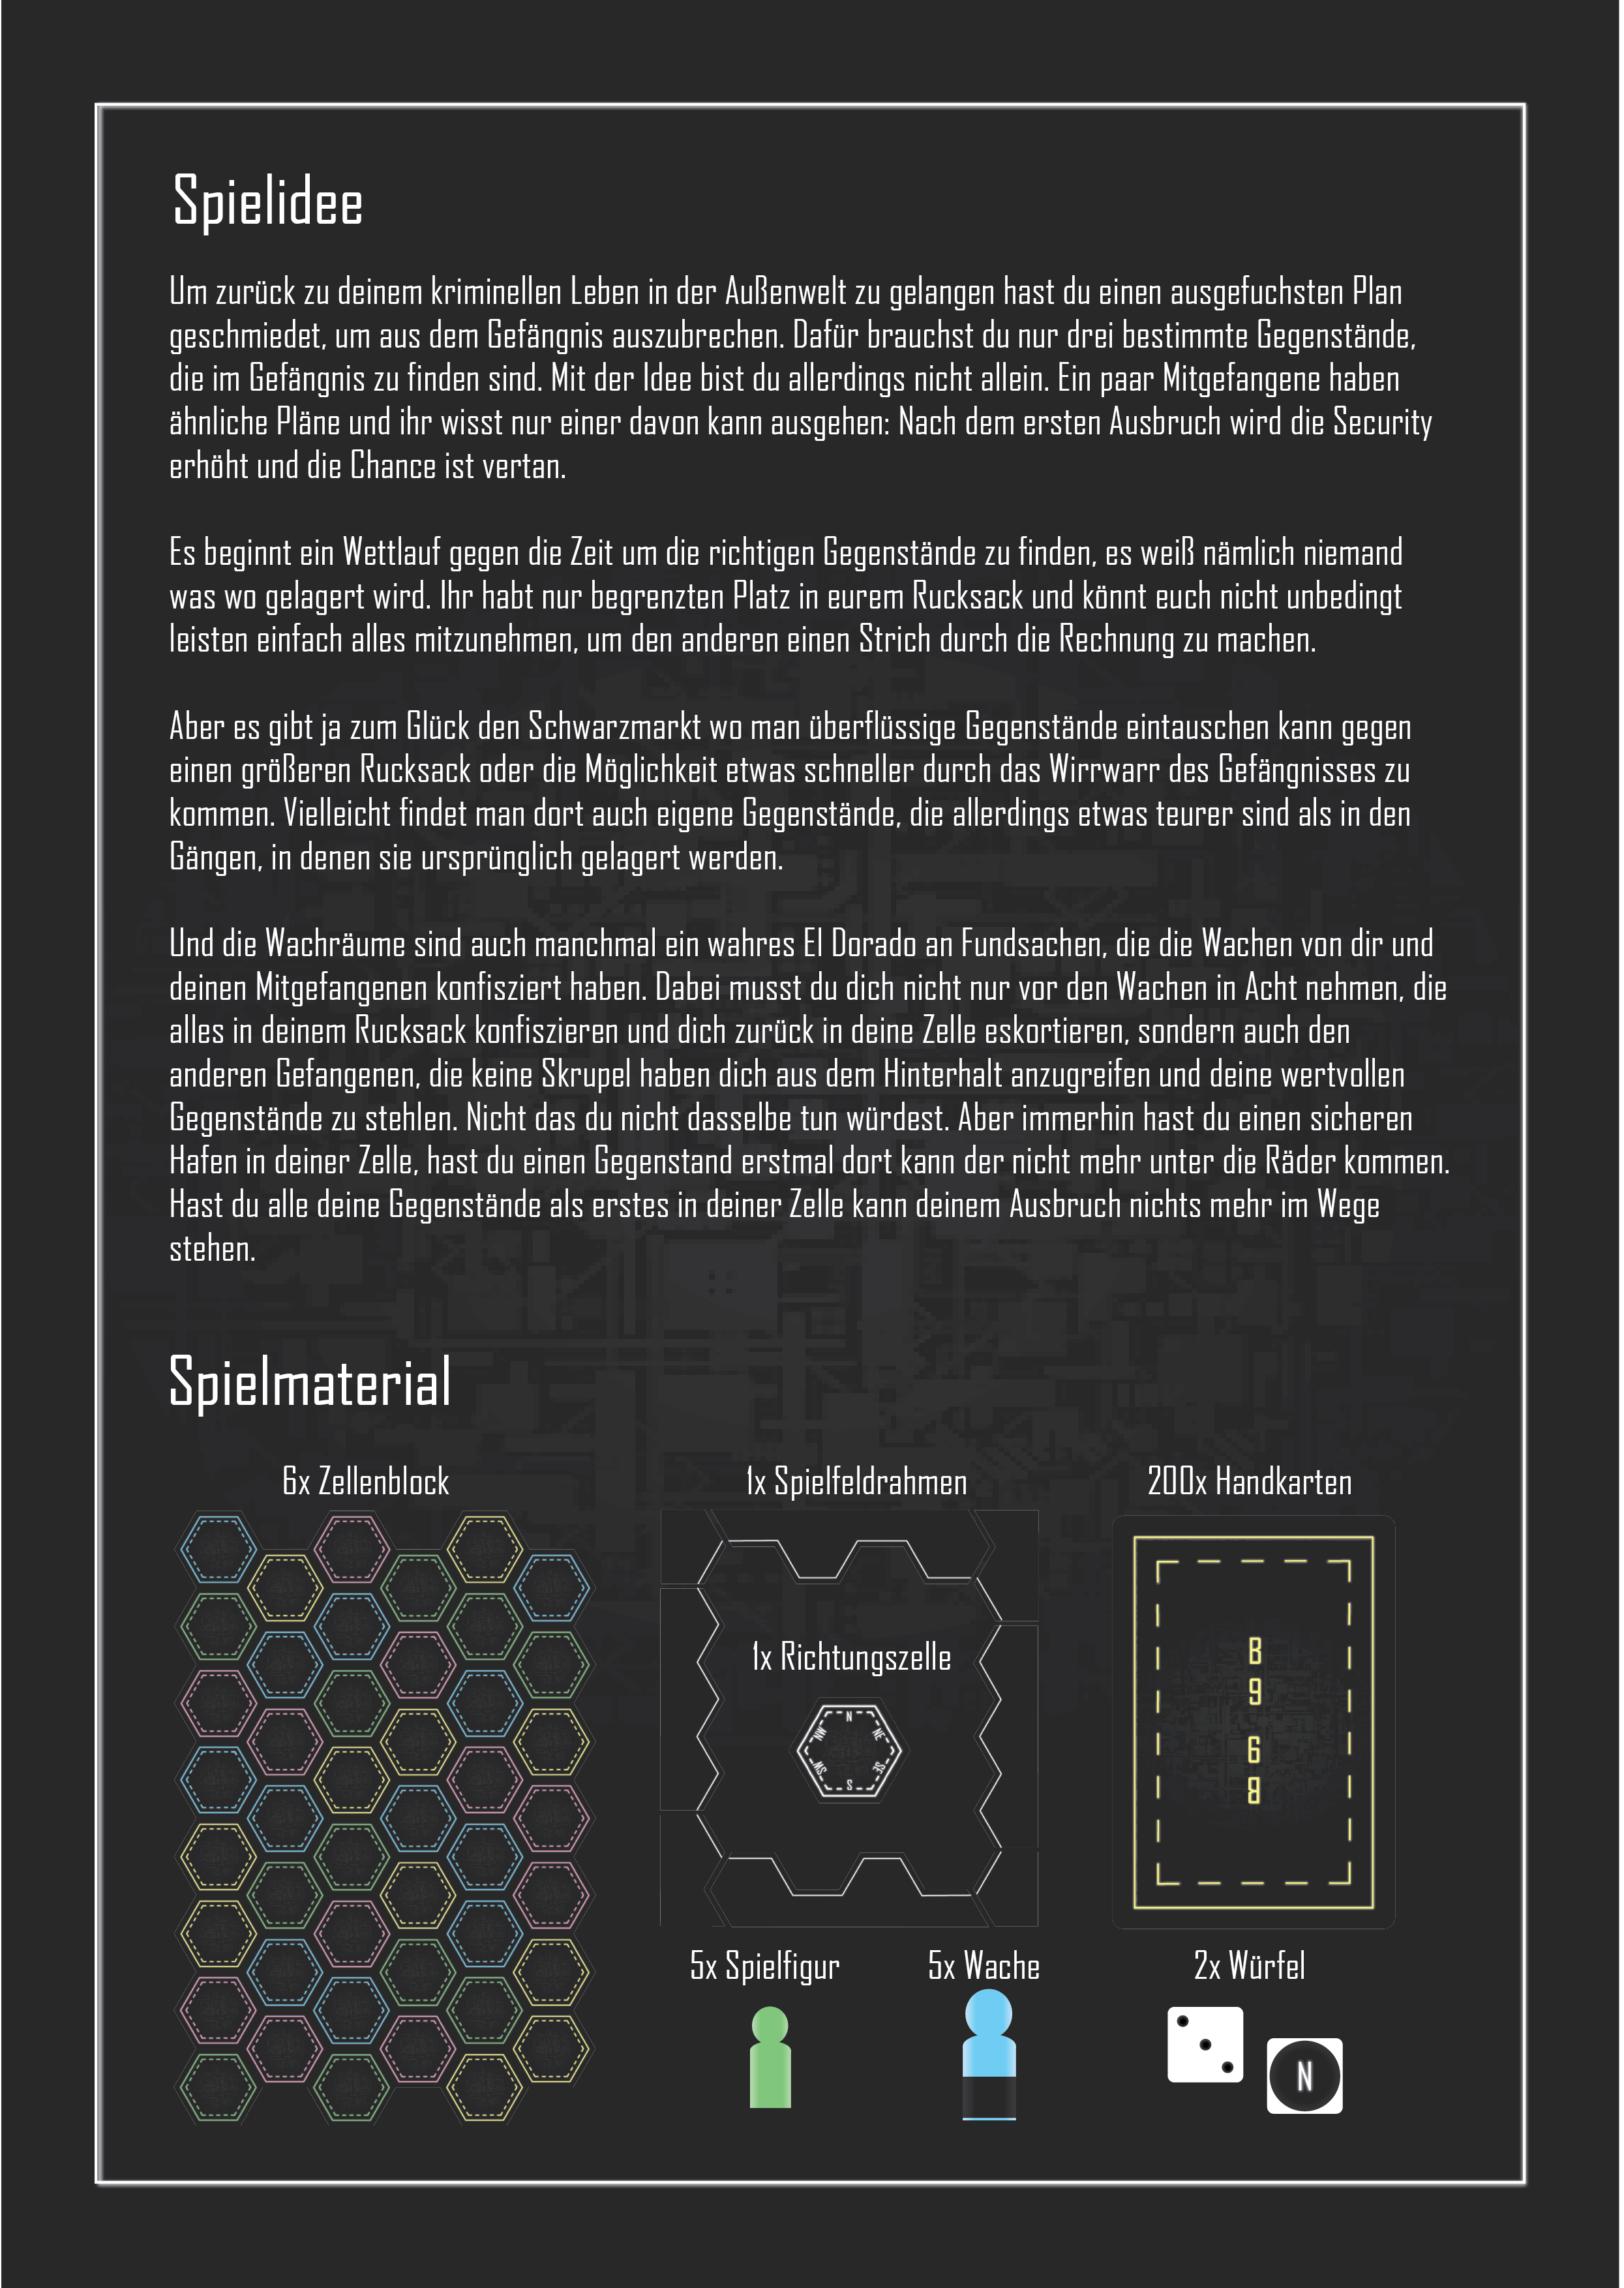 Spielidee
Um zurück zu deinem kriminellen Leben in der Außenwelt zu gelangen hast du einen ausgefuchsten Plan
geschmiedet, um aus dem Gefängnis auszubrechen. Dafür brauchst du nur drei bestimmte Gegenstände,
die im Gefängnis zu finden sind. Mit der Idee bist du allerdings nicht allein. Ein paar Mitgefangene haben
ähnliche Pläne und ihr wisst nur einer davon kann ausgehen: Nach dem ersten Ausbruch wird die Security
erhöht und die Chance ist vertan.
Es beginnt ein Wettlauf gegen die Zeit um die richtigen Gegenstände zu finden, es weiß nämlich niemand
was wo gelagert wird. Ihr habt nur begrenzten Platz in eurem Rucksack und könnt euch nicht unbedingt
leisten einfach alles mitzunehmen, um den anderen einen Strich durch die Rechnung zu machen.
Aber es gibt ja zum Glück den Schwarzmarkt wo man überflüssige Gegenstände eintauschen kann gegen
einen größeren Rucksack oder die Möglichkeit etwas schneller durch das Wirrwarr des Gefängnisses zu
kommen. Vielleicht findet man dort auch eigene Gegenstände, die allerdings etwas teurer sind als in den
Gängen, in denen sie ursprünglich gelagert werden.
Und die Wachräume sind auch manchmal ein wahres El Dorado an Fundsachen, die die Wachen von dir und
deinen Mitgefangenen konfisziert haben. Dabei musst du dich nicht nur vor den Wachen in Acht nehmen, die
alles in deinem Rucksack konfiszieren und dich zurück in deine Zelle eskortieren, sondern auch den
anderen Gefangenen, die keine Skrupel haben dich aus dem Hinterhalt anzugreifen und deine wertvollen
Gegenstände zu stehlen. Nicht das du nicht dasselbe tun würdest. Aber immerhin hast du einen sicheren
Hafen in deiner Zelle, hast du einen Gegenstand erstmal dort kann der nicht mehr unter die Räder kommen.
Hast du alle deine Gegenstände als erstes in deiner Zelle kann deinem Ausbruch nichts mehr im Wege
stehen.
Spielmaterial
6x Zellenblock
1x Spielfeldrahmen
200x Handkarten
1x Richtungszelle
N
NW
NE
SW
SE
S
B
9
6
B
5x Spielfigur
5x Wache
2x Würfel
N